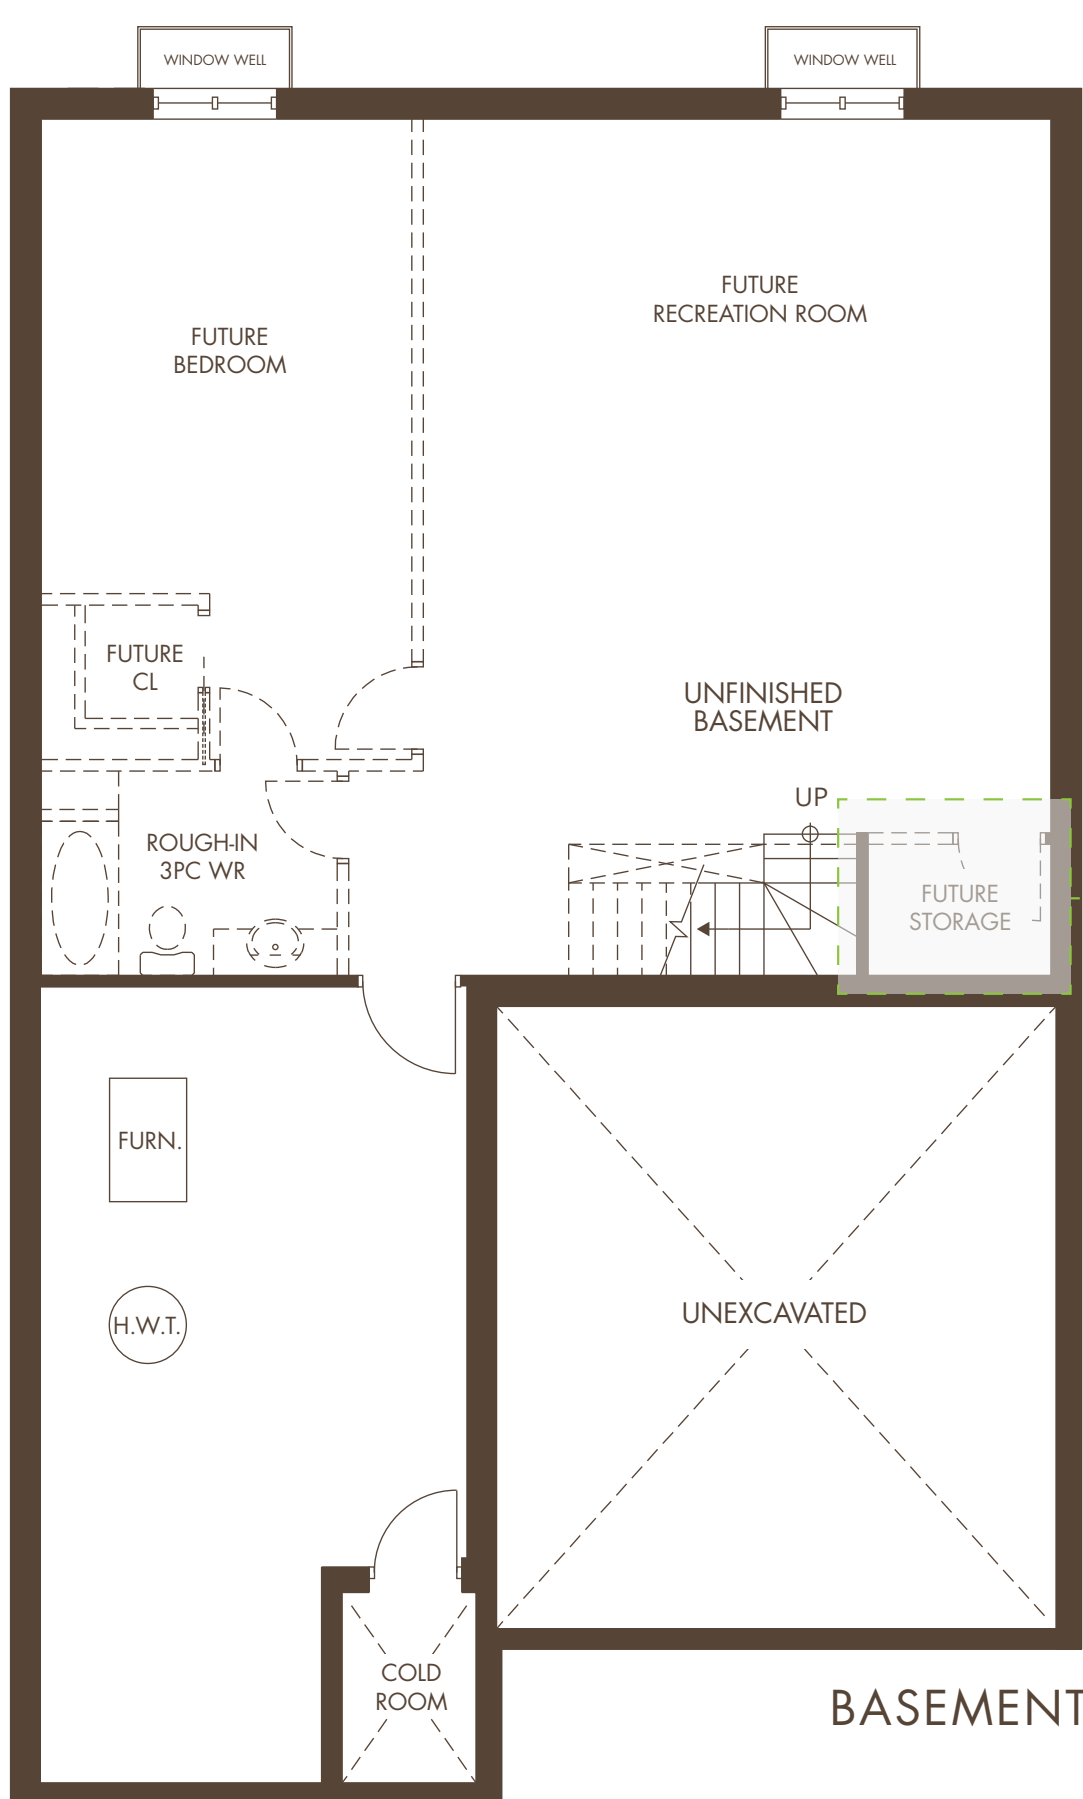 WINDOW WELL
WINDOW WELL
FUTURE
RECREATION ROOM
FUTURE
BEDROOM
FUTURE
CL
UNFINISHED
BASEMENT
UP
ROUGH-IN
3PC WR
FUTURE
STORAGE
FURN.
H.W.T.
UNEXCAVATED
COLD
ROOM
BASEMENT